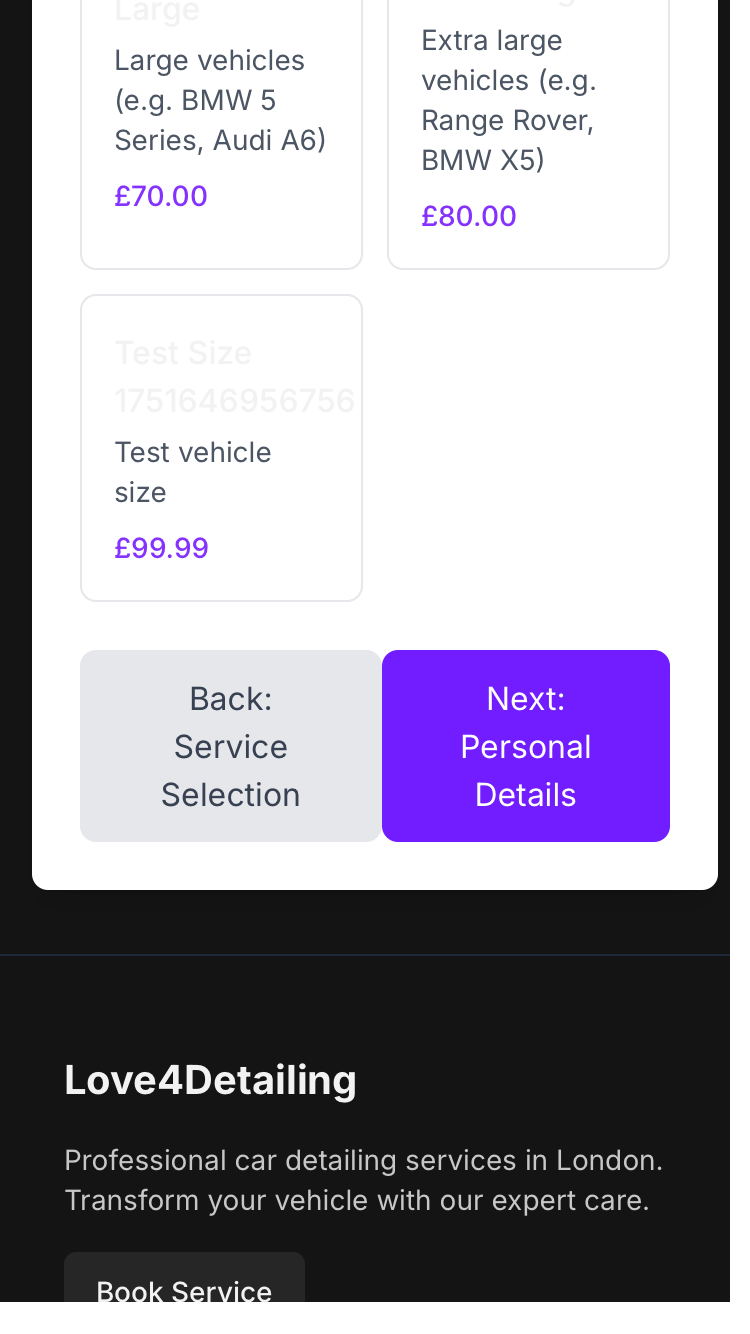 Large
Large vehicles
(e.g. BMW 5
Series, Audi A6)
£70.00
Extra large
vehicles (e.g.
Range Rover,
BMW X5)
£80.00
Test Size
1751646956756
Test vehicle
size
£99.99
Back:
Service
Selection
Next:
Personal
Details
Love4Detailing
Professional car detailing services in London.
Transform your vehicle with our expert care.
Book Service